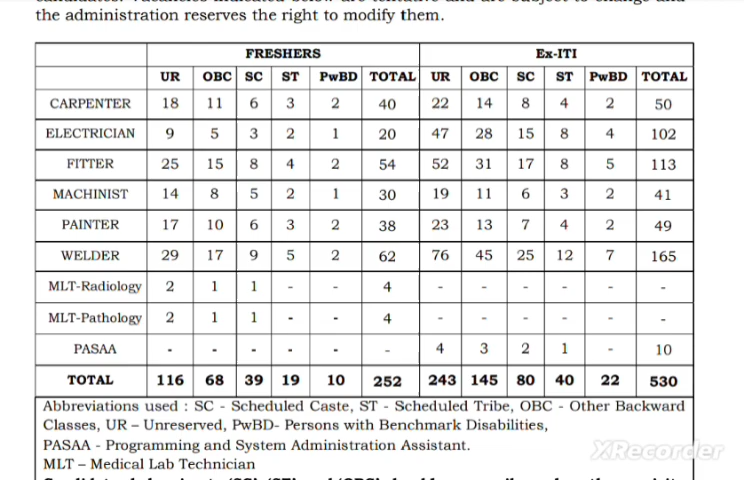 the administration reserves the right to modify them.
FRESHERS Ex-ITI
UR OBC SC ST PwBD TOTAL UR OBC SC ST PwBD TOTAL
CARPENTER 18 11 6 3 2 40 22 14 8 4 2 50
ELECTRICIAN 9 5 3 2 1 20 47 28 15 8 4 102
FITTER 25 15 8 4 2 54 52 31 17 8 5 113
MACHINIST 14 8 5 2 1 30 19 11 6 3 2 41
PAINTER 17 10 6 3 2 38 23 13 7 4 2 49
WELDER 29 17 9 5 2 62 76 45 25 12 7 165
MLT-Radiology 2 1 1 - - 4 - - - - - -
MLT-Pathology 2 1 1 - - 4 - - - - - -
PASAA - - - - - - 4 3 2 1 - 10
TOTAL 116 68 39 19 10 252 243 145 80 40 22 530
Abbreviations used : SC - Scheduled Caste, ST - Scheduled Tribe, OBC - Other Backward
Classes, UR – Unreserved, PwBD- Persons with Benchmark Disabilities,
PASAA - Programming and System Administration Assistant.
MLT – Medical Lab Technician
XRecorder